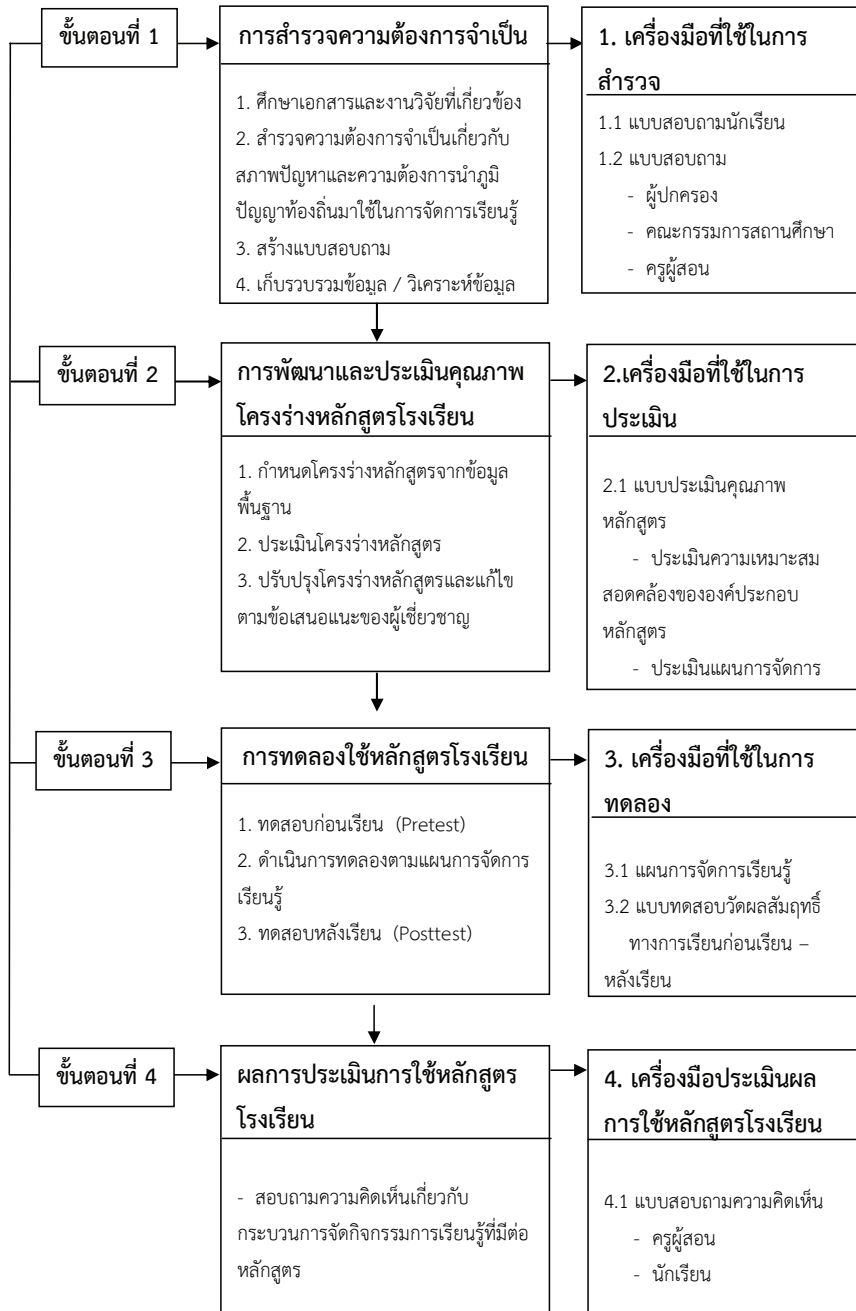 ขั้นตอนที่ 1
การสำรวจความต้องการจำเป็น
1. ศึกษาเอกสารและงานวิจัยที่เกี่ยวข้อง
2. สำรวจความต้องการจำเป็นเกี่ยวกับ
สภาพปัญหาและความต้องการนำภูมิ
ปัญญาท้องถิ่นมาใช้ในการจัดการเรียนรู้
3. สร้างแบบสอบถาม
4. เก็บรวบรวมข้อมูล / วิเคราะห์ข้อมูล
1. เครื่องมือที่ใช้ในการ
สำรวจ
1.1 แบบสอบถามนักเรียน
1.2 แบบสอบถาม
- ผู้ปกครอง
- คณะกรรมการสถานศึกษา
- ครูผู้สอน
ขั้นตอนที่ 2
การพัฒนาและประเมินคุณภาพ
โครงร่างหลักสูตรโรงเรียน
1. กำหนดโครงร่างหลักสูตรจากข้อมูล
พื้นฐาน
2. ประเมินโครงร่างหลักสูตร
3. ปรับปรุงโครงร่างหลักสูตรและแก้ไข
ตามข้อเสนอแนะของผู้เชี่ยวชาญ
2.เครื่องมือที่ใช้ในการ
ประเมิน
2.1 แบบประเมินคุณภาพ
หลักสูตร
- ประเมินความเหมาะสม
สอดคล้องขององค์ประกอบ
หลักสูตร
- ประเมินแผนการจัดการ
ขั้นตอนที่ 3
การทดลองใช้หลักสูตรโรงเรียน
1. ทดสอบก่อนเรียน (Pretest)
2. ดำเนินการทดลองตามแผนการจัดการ
เรียนรู้
3. ทดสอบหลังเรียน (Posttest)
3. เครื่องมือที่ใช้ในการ
ทดลอง
3.1 แผนการจัดการเรียนรู้
3.2 แบบทดสอบวัดผลสัมฤทธิ์
ทางการเรียนก่อนเรียน –
หลังเรียน
ขั้นตอนที่ 4
ผลการประเมินการใช้หลักสูตร
โรงเรียน
- สอบถามความคิดเห็นเกี่ยวกับ
กระบวนการจัดกิจกรรมการเรียนรู้ที่มีต่อ
หลักสูตร
4. เครื่องมือประเมินผล
การใช้หลักสูตรโรงเรียน
4.1 แบบสอบถามความคิดเห็น
- ครูผู้สอน
- นักเรียน